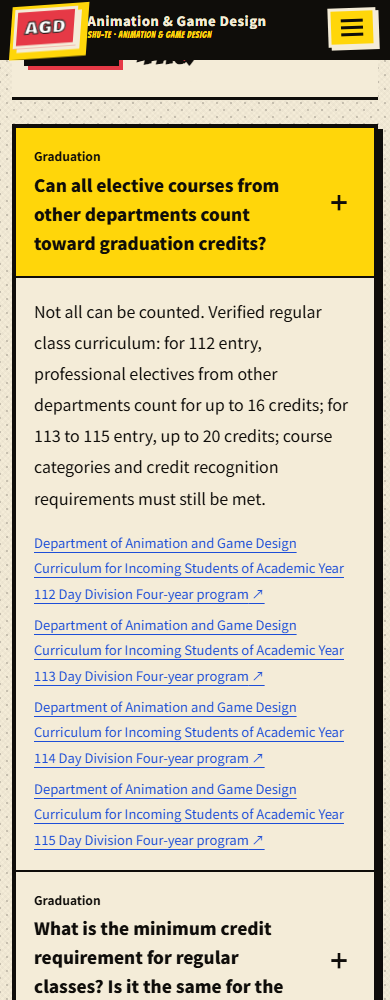 AGD
Animation & Game Design
SHU-TE · ANIMATION & GAME DESIGN
Graduation
Can all elective courses from
other departments count
toward graduation credits?
+
Not all can be counted. Verified regular
class curriculum: for 112 entry,
professional electives from other
departments count for up to 16 credits; for
113 to 115 entry, up to 20 credits; course
categories and credit recognition
requirements must still be met.
Department of Animation and Game Design
Curriculum for Incoming Students of Academic Year
112 Day Division Four-year program ↗
Department of Animation and Game Design
Curriculum for Incoming Students of Academic Year
113 Day Division Four-year program ↗
Department of Animation and Game Design
Curriculum for Incoming Students of Academic Year
114 Day Division Four-year program ↗
Department of Animation and Game Design
Curriculum for Incoming Students of Academic Year
115 Day Division Four-year program ↗
Graduation
What is the minimum credit
requirement for regular
classes? Is it the same for the
+